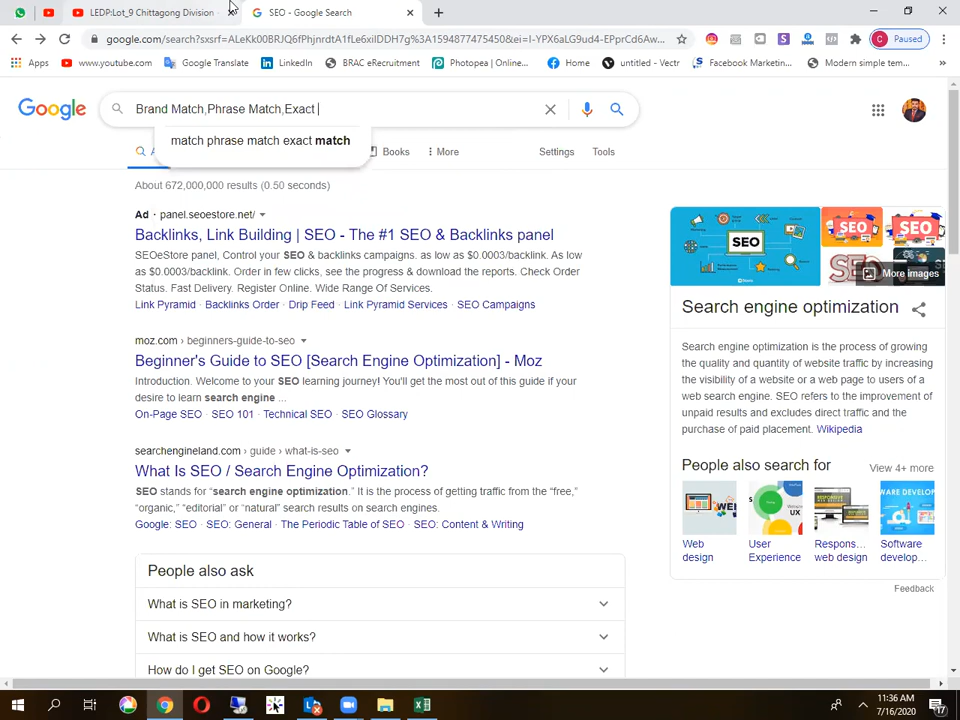 LEDP:Lot_9 Chittagong Division
SEO - Google Search
google.com/search?sxsrf=ALeKk00BRJQ6fPhjnrdtA1fLe6xilDDH7g%3A1594877475450&ei=I-YPX6aLG9ud4-EPprCd6Aw...
C Paused
Apps
www.youtube.com
Google Translate
LinkedIn
BRAC eRecruitment
Photopea | Online...
Home
untitled - Vectr
Facebook Marketin...
Modern simple tem...
»
Google
Brand Match,Phrase Match,Exact
match phrase match exact match
Books
More
Settings
Tools
About 672,000,000 results (0.50 seconds)
Ad · panel.seoestore.net/
Backlinks, Link Building | SEO - The #1 SEO & Backlinks panel
SEOeStore panel, Control your SEO & backlinks campaigns. as low as $0.0003/backlink. Order in few clicks, see the progress & download the reports. Check Order
Status. Fast Delivery. Register Online. Wide Range Of Services.
Link Pyramid · Backlinks Order · Drip Feed · Link Pyramid Services · SEO Campaigns
moz.com › beginners-guide-to-seo
Beginner's Guide to SEO [Search Engine Optimization] - Moz
Introduction. Welcome to your SEO learning journey! You'll get the most out of this guide if your
desire to learn search engine ...
On-Page SEO · SEO 101 · Technical SEO · SEO Glossary
searchengineland.com › guide › what-is-seo
What Is SEO / Search Engine Optimization?
SEO stands for “search engine optimization.” It is the process of getting traffic from the “free,”
“organic,” “editorial” or “natural” search results on search engines.
Google: SEO · SEO: General · The Periodic Table of SEO · SEO: Content & Writing
People also ask
What is SEO in marketing?
What is SEO and how it works?
How do I get SEO on Google?
SEO
SEO
More images
Search engine optimization
Search engine optimization is the process of growing
the quality and quantity of website traffic by increasing
the visibility of a website or a web page to users of a
web search engine. SEO refers to the improvement of
unpaid results and excludes direct traffic and the
purchase of paid placement. Wikipedia
People also search for
View 4+ more
Web
design
User
Experience
Respons...
web design
Software
develop...
Feedback
11:36 AM
7/16/2020
17